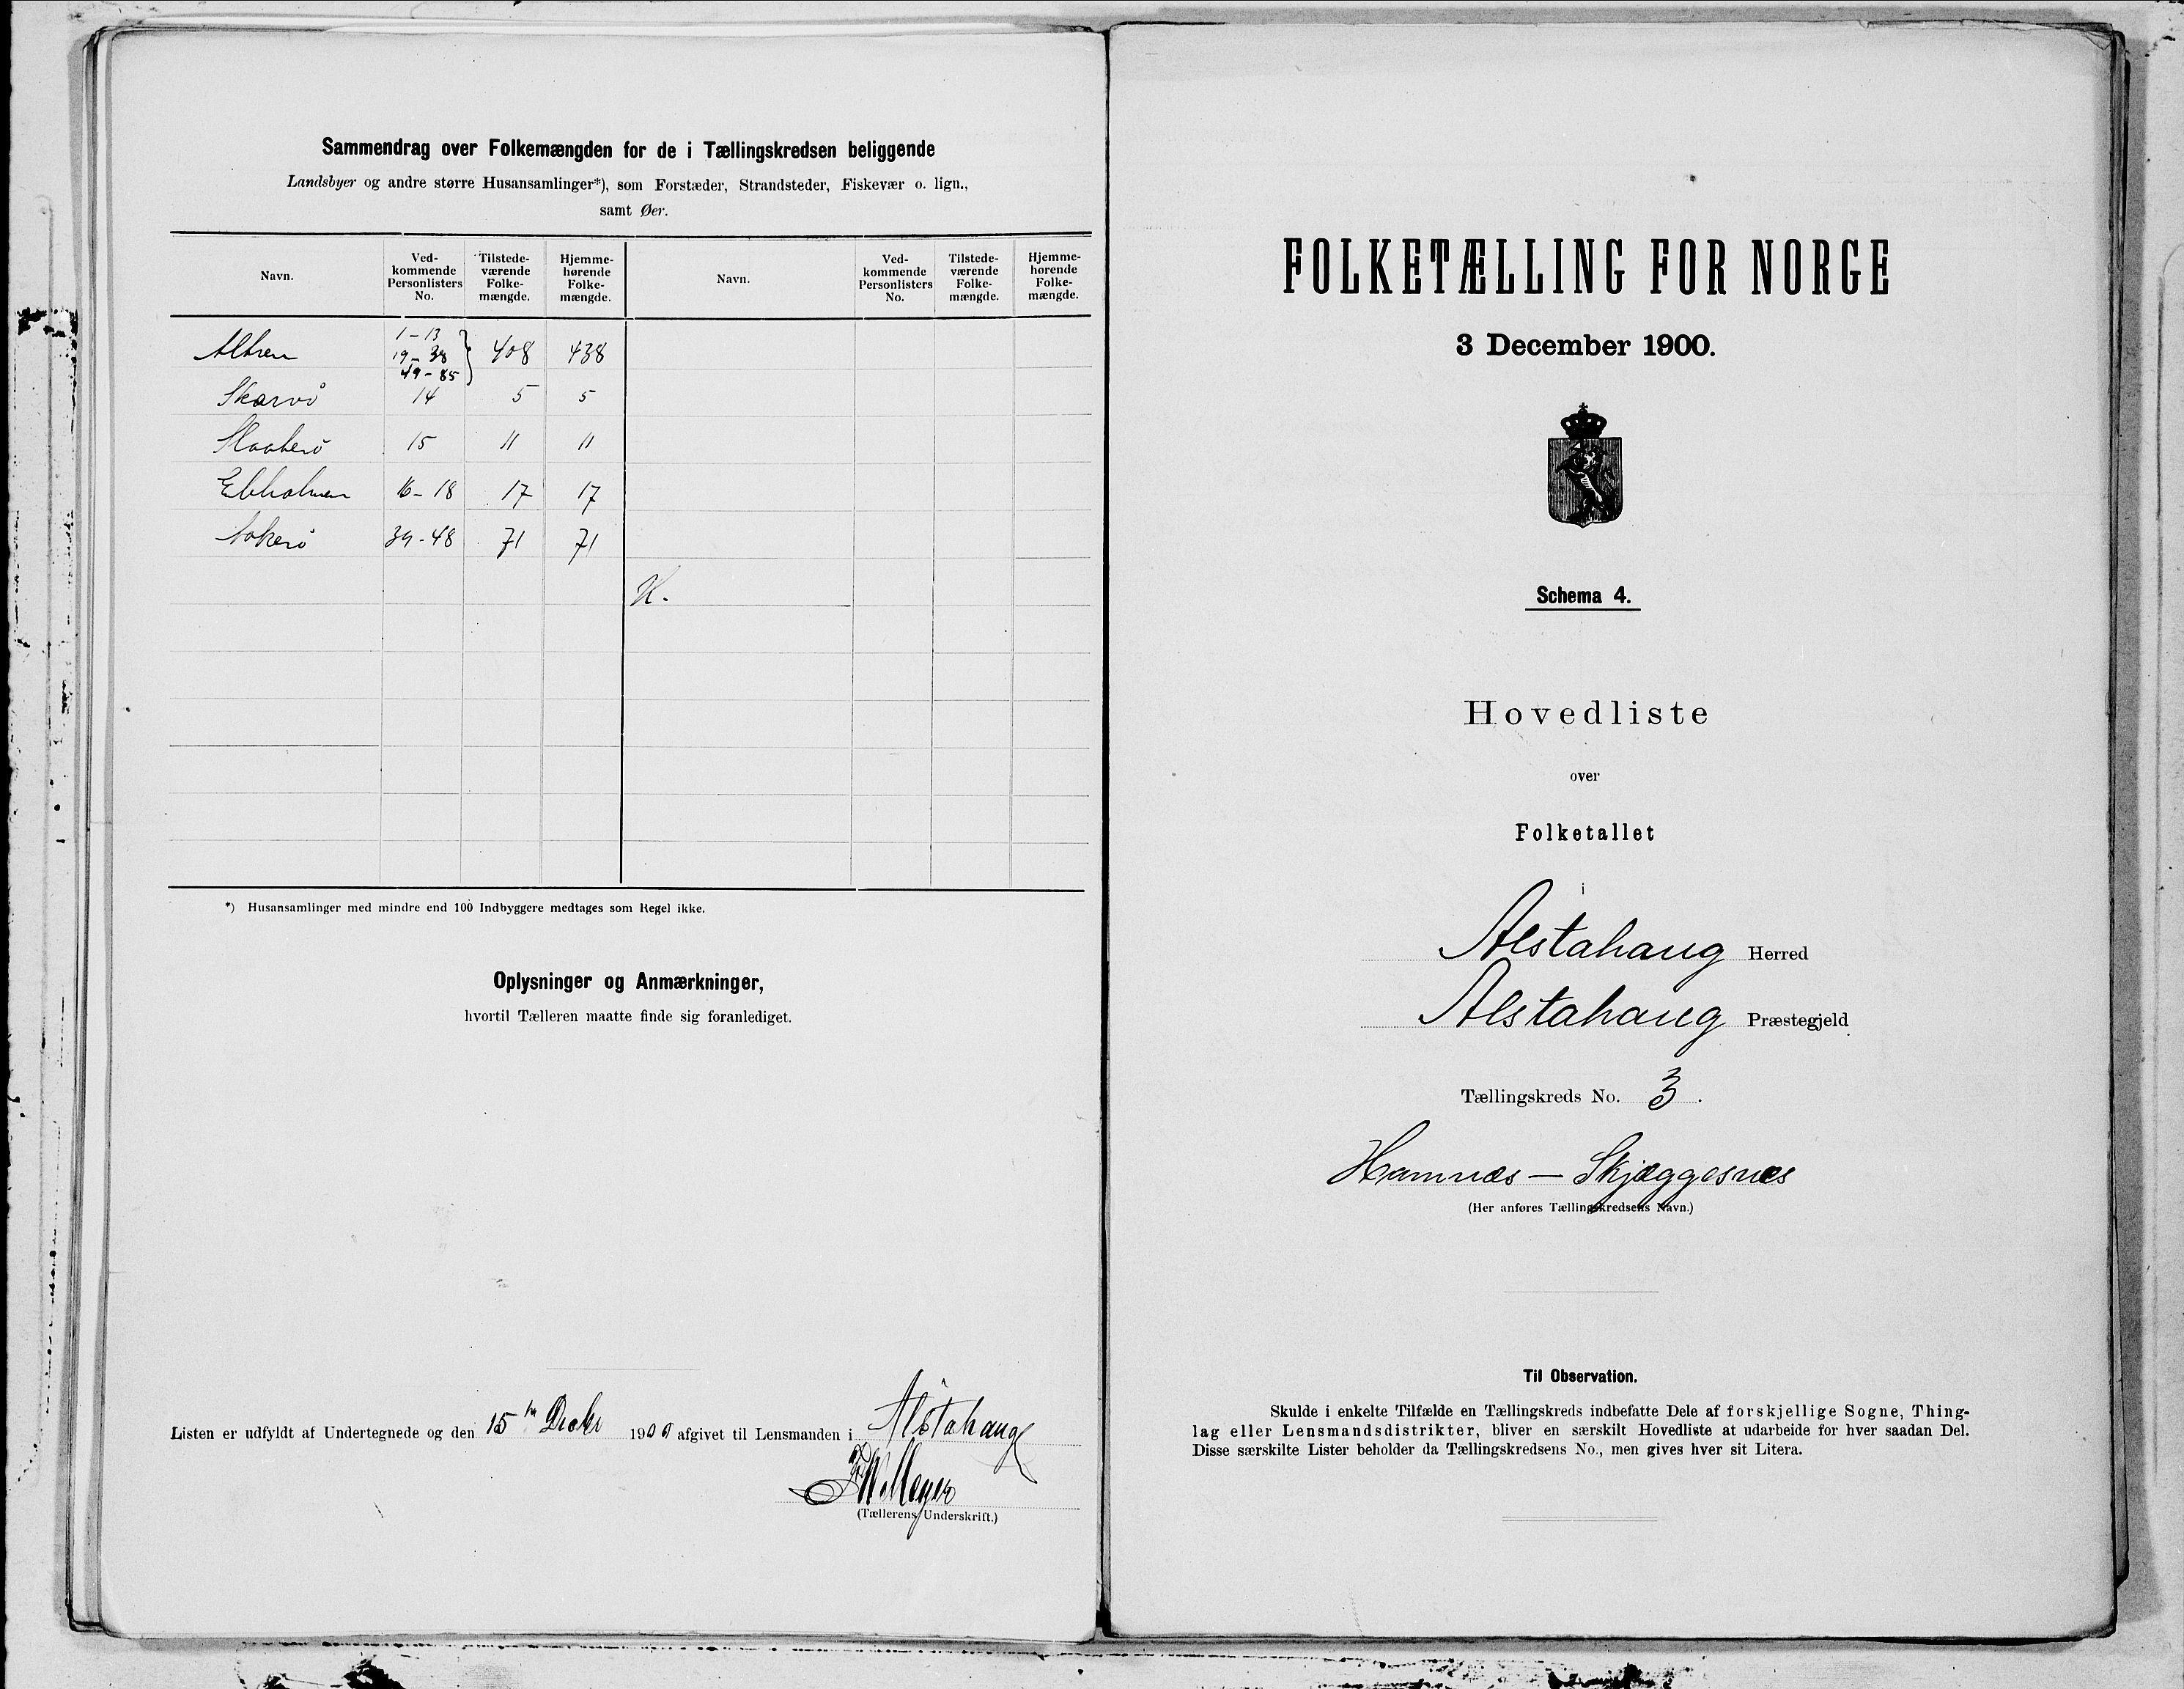 Sammendrag over Folkemængden for de i Tællingskredsen beliggende
Landsbyer og andre større Husansamlinger*), som Forstæder, Strandsteder, Fiskevær o. lign.,
samt Øer.
Navn. Ved-kommende Personlisters No. Tilstede-værende Folke-mængde. Hjemme-hørende Folke-mængde. Navn. Ved-kommende Personlisters No. Tilstede-værende Folke-mængde. Hjemme-hørende Folke-mængde.
1-13
19-38 } 408 438
49-85
14 5 5
15 11 11
16-18 17 17
39-48 71 71
*) Husansamlinger med mindre end 100 Indbyggere medtages som Regel ikke.
Oplysninger og Anmærkninger,
hvortil Tælleren maatte finde sig foranlediget.
Listen er udfyldt af Undertegnede og den 15 1900 afgivet til Lensmanden i Alstahaug
Meyer
(Tællerens Underskrift.)
FOLKETÆLLING FOR NORGE
3 December 1900.
Schema 4.
Hovedliste
over
Folketallet
i
Alstahaug Herred
Alstahaug Præstegjeld
Tællingskreds No. 3.
Hamnæs — Skjæggesnæs
(Her anføres Tællingskredsens Navn.)
Til Observation.
Skulde i enkelte Tilfælde en Tællingskreds indbefatte Dele af forskjellige Sogne, Thing-
lag eller Lensmandsdistrikter, bliver en særskilt Hovedliste at udarbeide for hver saadan Del.
Disse særskilte Lister beholder da Tællingskredsens No., men gives hver sit Litera.